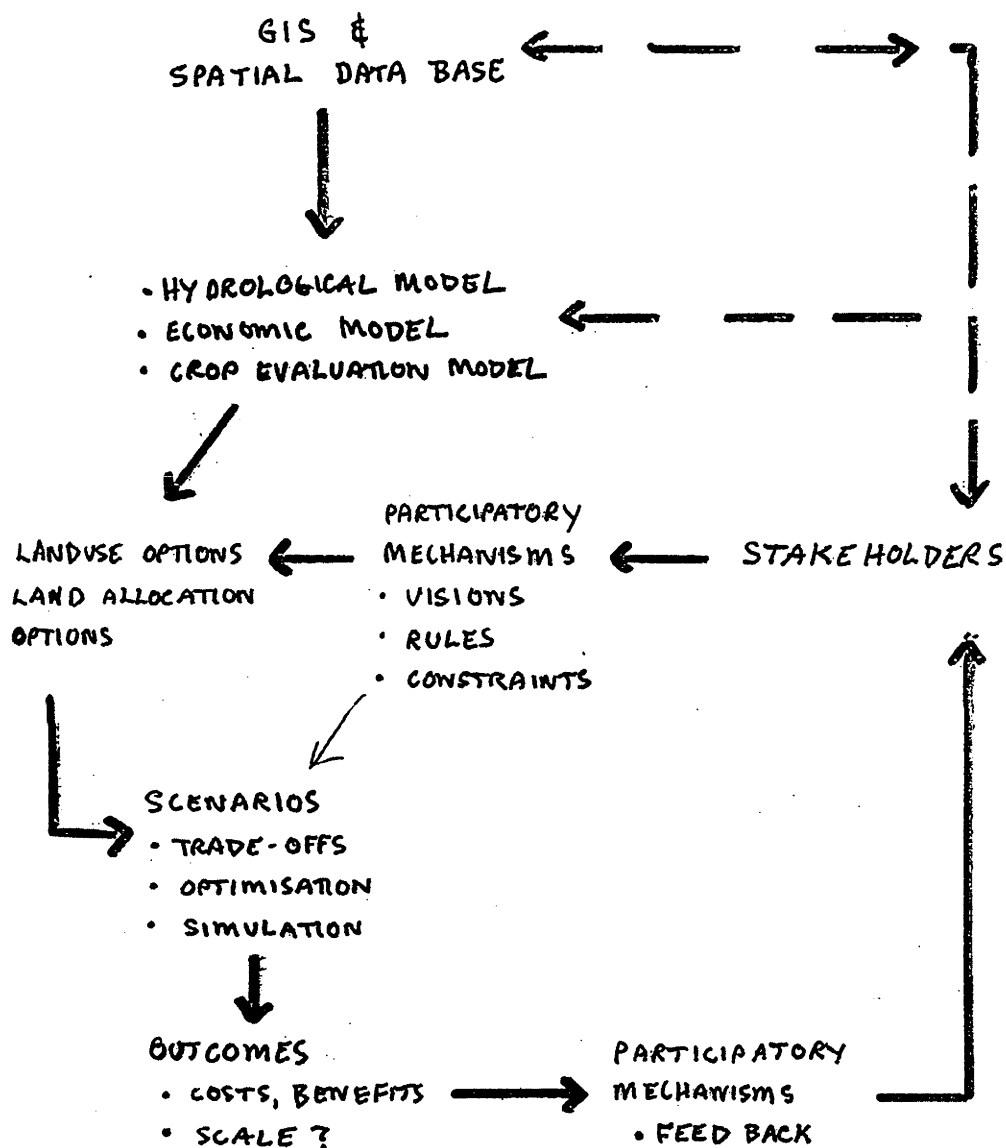 GIS &
SPATIAL DATA BASE
• HYDROLOGICAL MODEL
• ECONOMIC MODEL
• CROP EVALUATION MODEL
LANDUSE OPTIONS
LAND ALLOCATION
OPTIONS
PARTICIPATORY
MECHANISMS
• VISIONS
• RULES
• CONSTRAINTS
STAKEHOLDERS
SCENARIOS
• TRADE-OFFS
• OPTIMISATION
• SIMULATION
OUTCOMES
• COSTS, BENEFITS
• SCALE ?
PARTICIPATORY
MECHANISMS
• FEED BACK